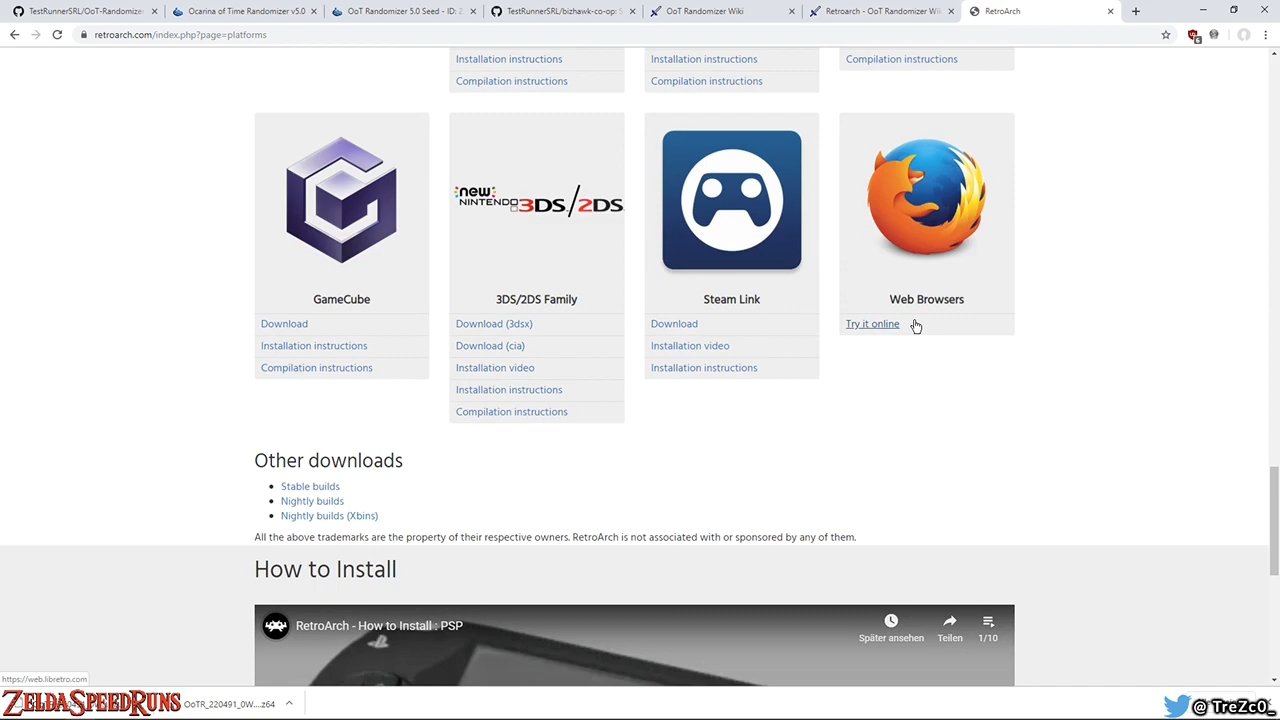 TestRunnerSRL/OoT-Randomizer
Ocarina of Time Randomizer v5.0
OoT Randomizer 5.0 Seed - ID: 2
TestRunnerSRL/bizhawk-co-op: S
OoT Randomizer Wiki
Retroarch - OoT Randomizer Wiki
RetroArch
retroarch.com/index.php?page=platforms
Installation instructions
Compilation instructions
Installation instructions
Compilation instructions
Compilation instructions
new
NINTENDO3DS/2DS
GameCube
Download
Installation instructions
Compilation instructions
3DS/2DS Family
Download (3dsx)
Download (cia)
Installation video
Installation instructions
Compilation instructions
Steam Link
Download
Installation video
Installation instructions
Web Browsers
Try it online
Other downloads
Stable builds
Nightly builds
Nightly builds (Xbins)
All the above trademarks are the property of their respective owners. RetroArch is not associated with or sponsored by any of them.
How to Install
RetroArch - How to Install : PSP
Später ansehen
Teilen
1/10
https://web.libretro.com
ZELDASPEEDRUNS
OoTR_220491_0W....z64
@TreZc0_